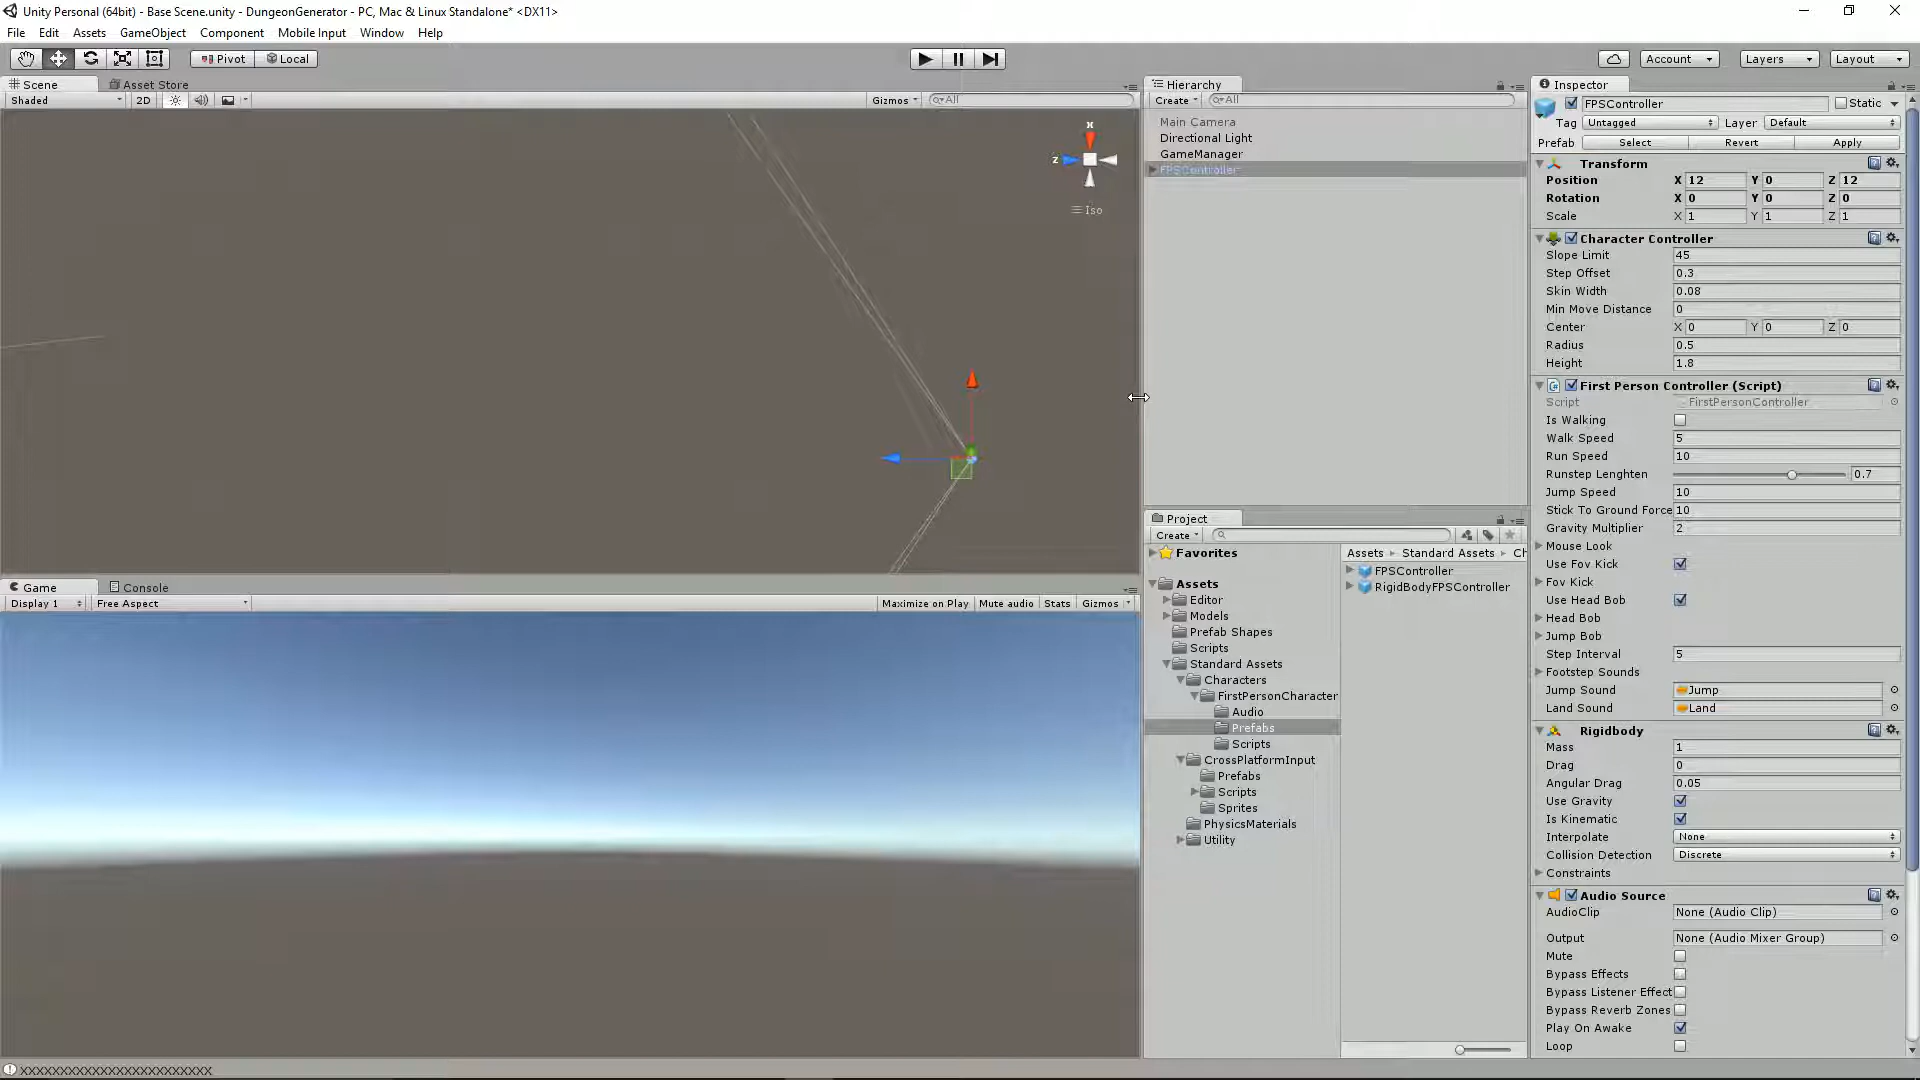 Unity Personal (64bit) - Base Scene.unity - DungeonGenerator - PC, Mac & Linux Standalone* <DX11>
File Edit Assets GameObject Component Mobile Input Window Help
Pivot Local
Account Layers Layout
Scene Asset Store
Shaded 2D Gizmos All
x
z
Iso
Game Console
Display 1 Free Aspect Maximize on Play Mute audio Stats Gizmos
XXXXXXXXXXXXXXXXXXXXXXXX
Hierarchy
Create All
Main Camera
Directional Light
GameManager
FPSController
Project
Create
Favorites
Assets
Editor
Models
Prefab Shapes
Scripts
Standard Assets
Characters
FirstPersonCharacter
Audio
Prefabs
Scripts
CrossPlatformInput
Prefabs
Scripts
Sprites
PhysicsMaterials
Utility
Assets Standard Assets Ch
FPSController
RigidBodyFPSController
Inspector
FPSController Static
Tag Untagged Layer Default
Prefab Select Revert Apply
Transform
Position X 12 Y 0 Z 12
Rotation X 0 Y 0 Z 0
Scale X 1 Y 1 Z 1
Character Controller
Slope Limit 45
Step Offset 0.3
Skin Width 0.08
Min Move Distance 0
Center X 0 Y 0 Z 0
Radius 0.5
Height 1.8
First Person Controller (Script)
Script FirstPersonController
Is Walking
Walk Speed 5
Run Speed 10
Runstep Lenghten 0.7
Jump Speed 10
Stick To Ground Force 10
Gravity Multiplier 2
Mouse Look
Use Fov Kick
Fov Kick
Use Head Bob
Head Bob
Jump Bob
Step Interval 5
Footstep Sounds
Jump Sound Jump
Land Sound Land
Rigidbody
Mass 1
Drag 0
Angular Drag 0.05
Use Gravity
Is Kinematic
Interpolate None
Collision Detection Discrete
Constraints
Audio Source
AudioClip None (Audio Clip)
Output None (Audio Mixer Group)
Mute
Bypass Effects
Bypass Listener Effect
Bypass Reverb Zones
Play On Awake
Loop